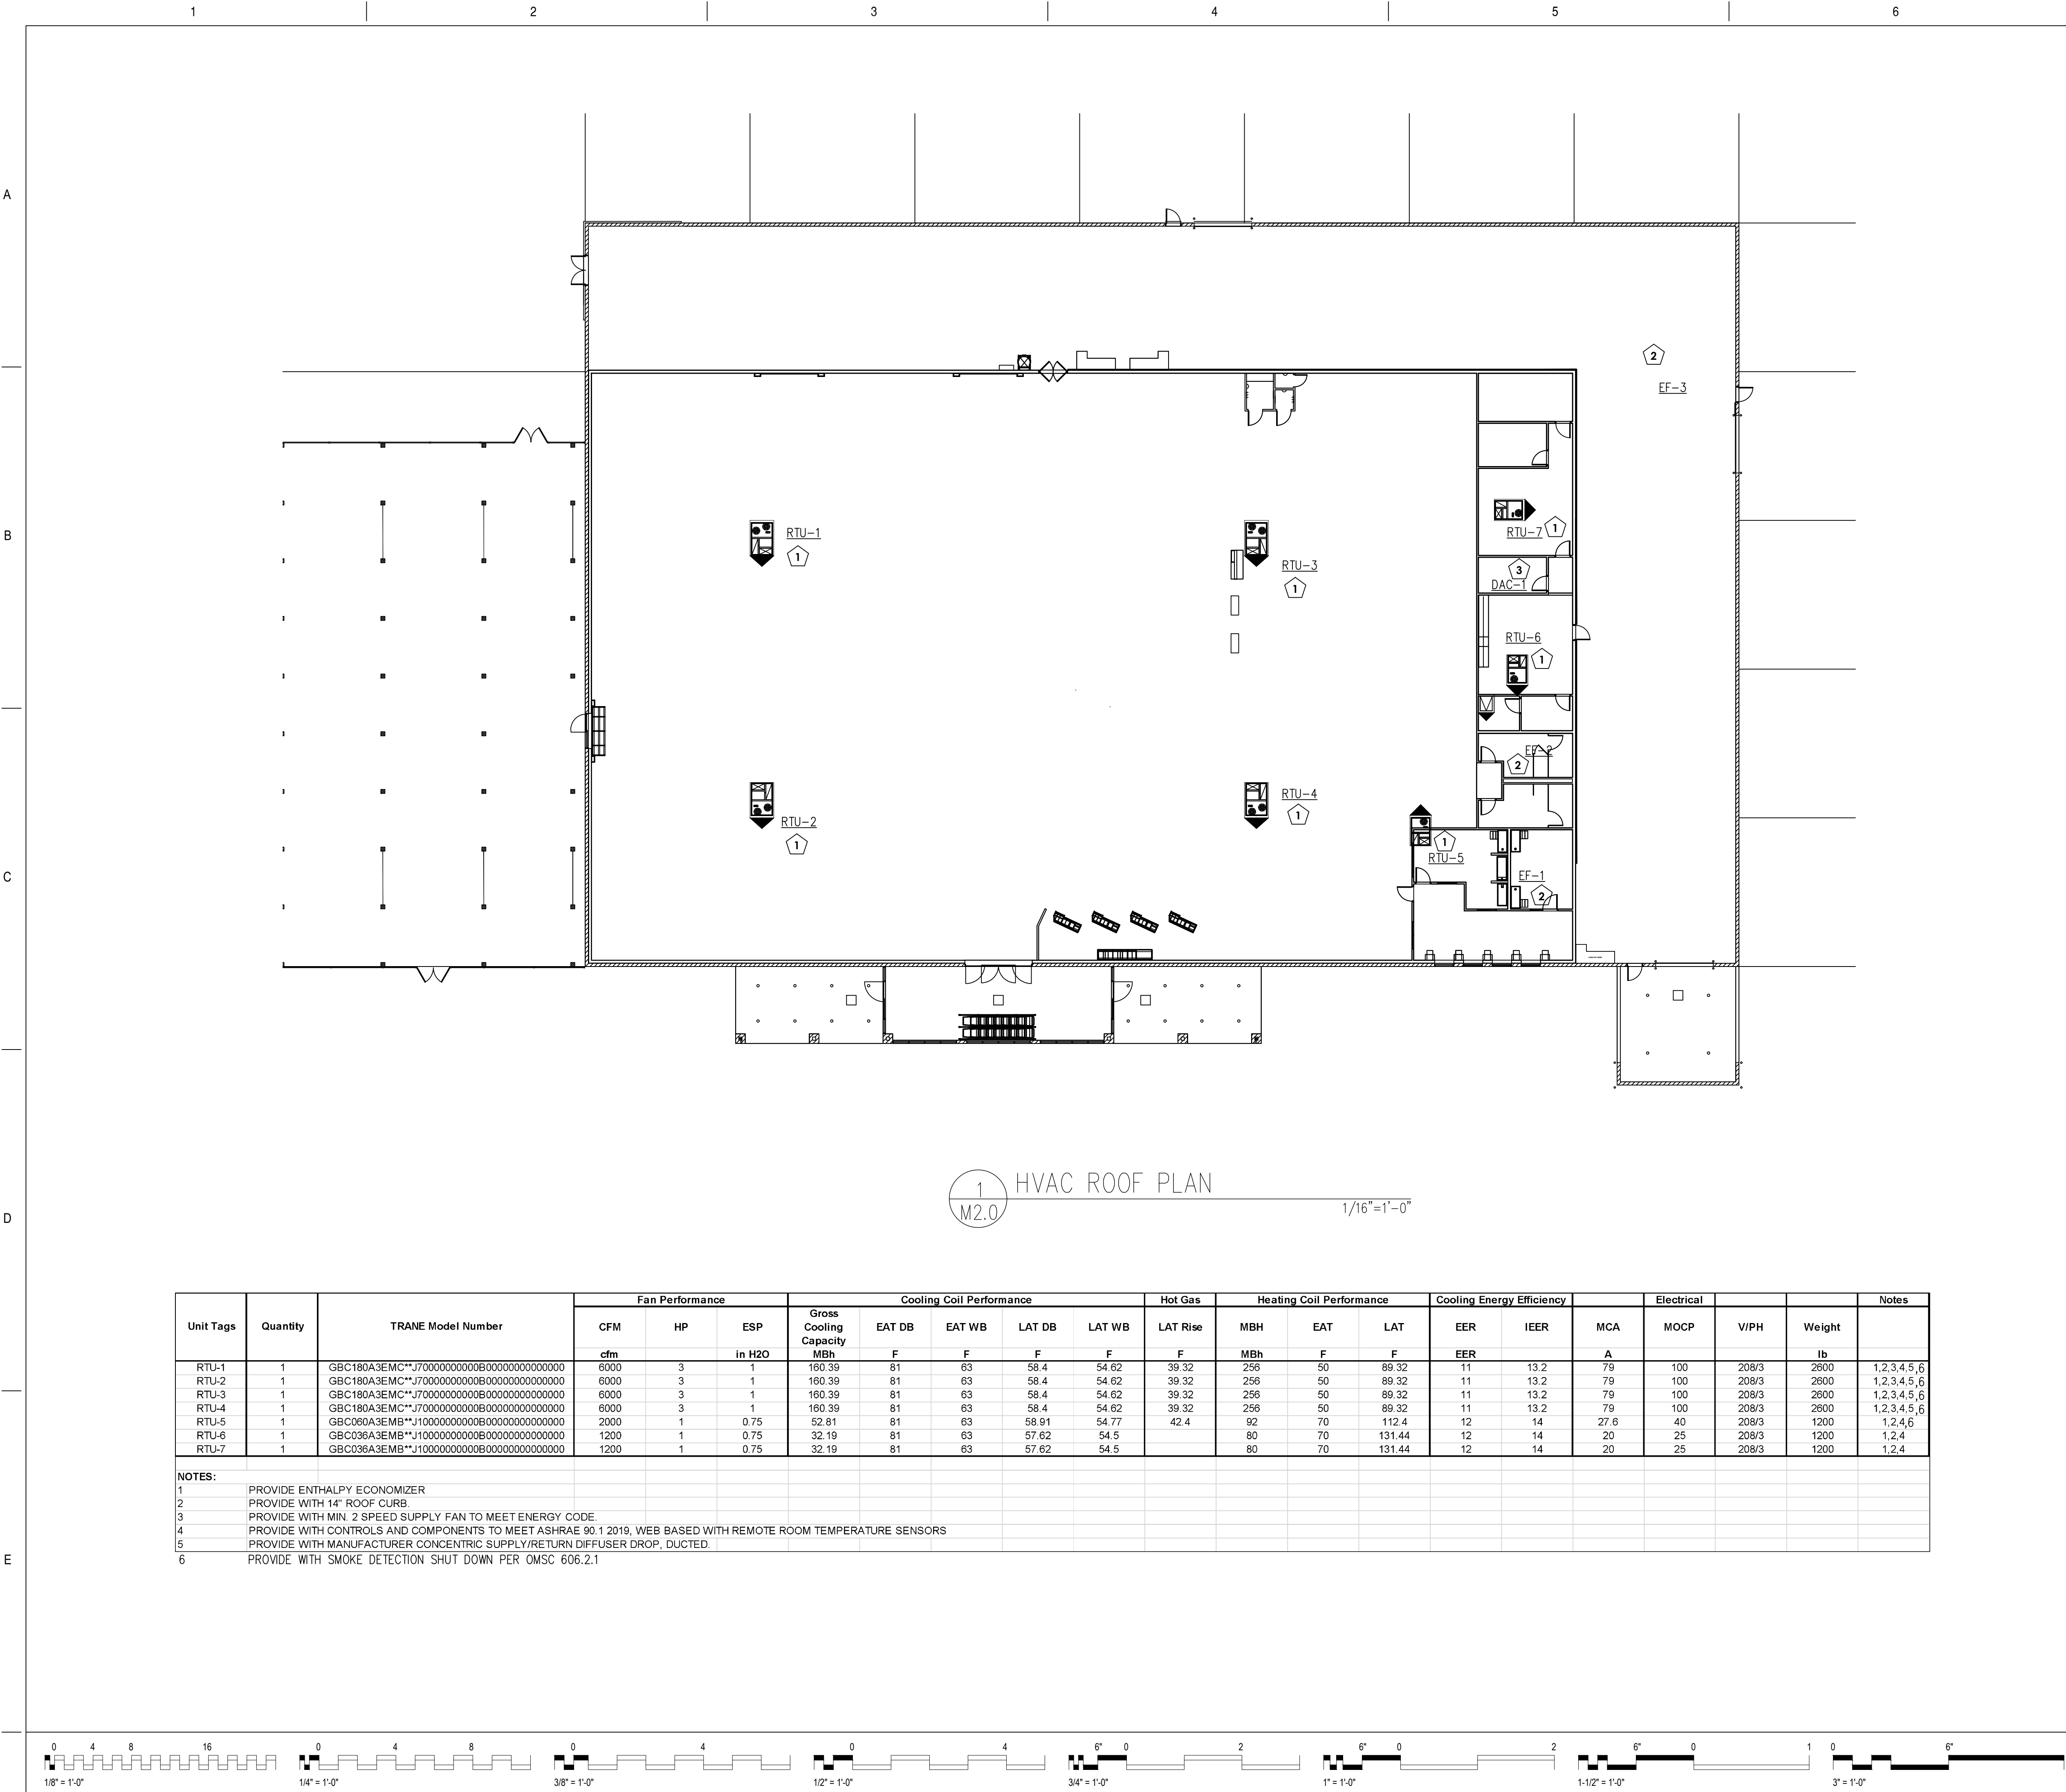 1 2 3 4 5 6
A
B
C
D
E
2
EF-3
RTU-1
1
RTU-3
1
RTU-7 1
3
DAC-1
RTU-6
1
EF-2
2
RTU-2
1
RTU-4
1
1
RTU-5
EF-1
2
1
M2.0
HVAC ROOF PLAN
1/16"=1'-0"
Fan Performance Cooling Coil Performance Hot Gas Heating Coil Performance Cooling Energy Efficiency Electrical Notes
Unit Tags Quantity TRANE Model Number CFM HP ESP Gross Cooling Capacity EAT DB EAT WB LAT DB LAT WB LAT Rise MBH EAT LAT EER IEER MCA MOCP V/PH Weight
cfm in H2O MBh F F F F F MBh F F EER A lb
RTU-1 1 GBC180A3EMC**J70000000000B00000000000000 6000 3 1 160.39 81 63 58.4 54.62 39.32 256 50 89.32 11 13.2 79 100 208/3 2600 1,2,3,4,5,6
RTU-2 1 GBC180A3EMC**J70000000000B00000000000000 6000 3 1 160.39 81 63 58.4 54.62 39.32 256 50 89.32 11 13.2 79 100 208/3 2600 1,2,3,4,5,6
RTU-3 1 GBC180A3EMC**J70000000000B00000000000000 6000 3 1 160.39 81 63 58.4 54.62 39.32 256 50 89.32 11 13.2 79 100 208/3 2600 1,2,3,4,5,6
RTU-4 1 GBC180A3EMC**J70000000000B00000000000000 6000 3 1 160.39 81 63 58.4 54.62 39.32 256 50 89.32 11 13.2 79 100 208/3 2600 1,2,3,4,5,6
RTU-5 1 GBC060A3EMB**J10000000000B00000000000000 2000 1 0.75 52.81 81 63 58.91 54.77 42.4 92 70 112.4 12 14 27.6 40 208/3 1200 1,2,4,6
RTU-6 1 GBC036A3EMB**J10000000000B00000000000000 1200 1 0.75 32.19 81 63 57.62 54.5 80 70 131.44 12 14 20 25 208/3 1200 1,2,4
RTU-7 1 GBC036A3EMB**J10000000000B00000000000000 1200 1 0.75 32.19 81 63 57.62 54.5 80 70 131.44 12 14 20 25 208/3 1200 1,2,4
NOTES:
1 PROVIDE ENTHALPY ECONOMIZER
2 PROVIDE WITH 14" ROOF CURB.
3 PROVIDE WITH MIN. 2 SPEED SUPPLY FAN TO MEET ENERGY CODE.
4 PROVIDE WITH CONTROLS AND COMPONENTS TO MEET ASHRAE 90.1 2019, WEB BASED WITH REMOTE ROOM TEMPERATURE SENSORS
5 PROVIDE WITH MANUFACTURER CONCENTRIC SUPPLY/RETURN DIFFUSER DROP, DUCTED.
6 PROVIDE WITH SMOKE DETECTION SHUT DOWN PER OMSC 606.2.1
0 4 8 16 0 4 8 0 4 0 4 6" 0 2 6" 0 2 6" 0 1 0 6"
1/8" = 1'-0" 1/4" = 1'-0" 3/8" = 1'-0" 1/2" = 1'-0" 3/4" = 1'-0" 1" = 1'-0" 1-1/2" = 1'-0" 3" = 1'-0"